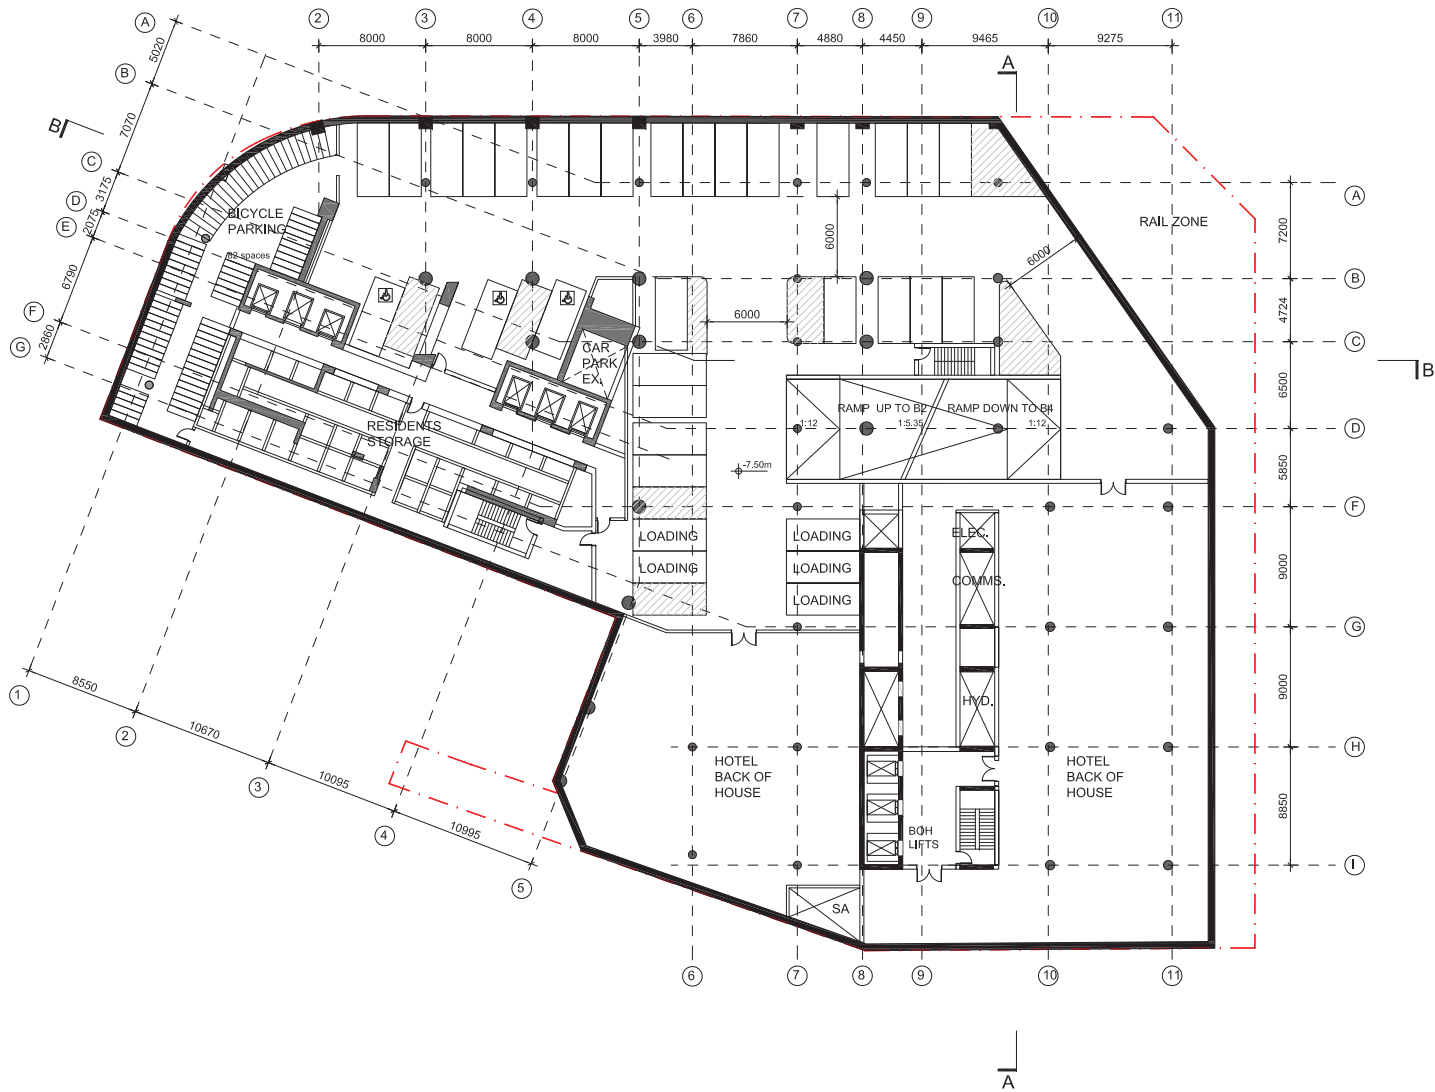 A
2
3
4
5
6
7
8
9
10
11
8000
8000
8000
3980
7860
4880
4450
9465
9275
5020
A
B
B
7070
C
3175
D
2075
E
6790
F
2860
G
BICYCLE
PARKING
82 spaces
6000
6000
RAIL ZONE
A
7200
B
4724
C
6500
D
5850
F
9000
G
9000
H
8850
I
B
6000
CAR
PARK
EX.
RESIDENTS
STORAGE
RAMP UP TO B2
RAMP DOWN TO B4
1:12
1:5.35
1:12
-7.50m
LOADING
LOADING
LOADING
LOADING
LOADING
ELEC.
COMMS.
HYD.
1
8550
2
10670
3
10095
4
10995
5
HOTEL
BACK OF
HOUSE
HOTEL
BACK OF
HOUSE
BOH
LIFTS
SA
6
7
8
9
10
11
A